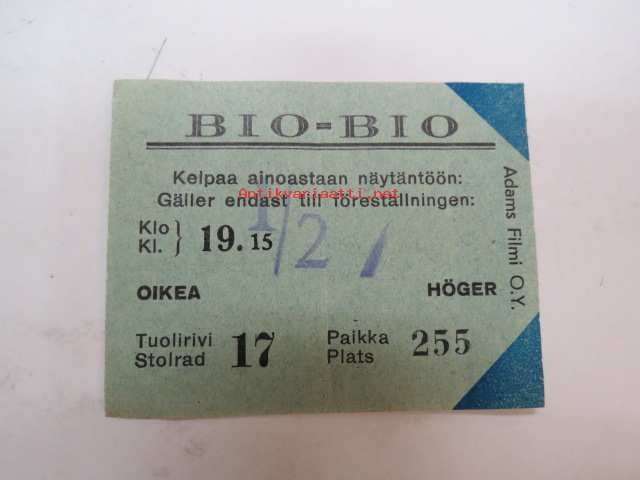 BIO-BIO
Kelpaa ainoastaan näytäntöön:
Antikvariaatti.net
Gäller endast till föreställningen:
Klo
Kl. } 19.15
1/2
OIKEA HÖGER
Tuolirivi
Stolrad 17
Paikka
Plats 255
Adams Filmi O.Y.